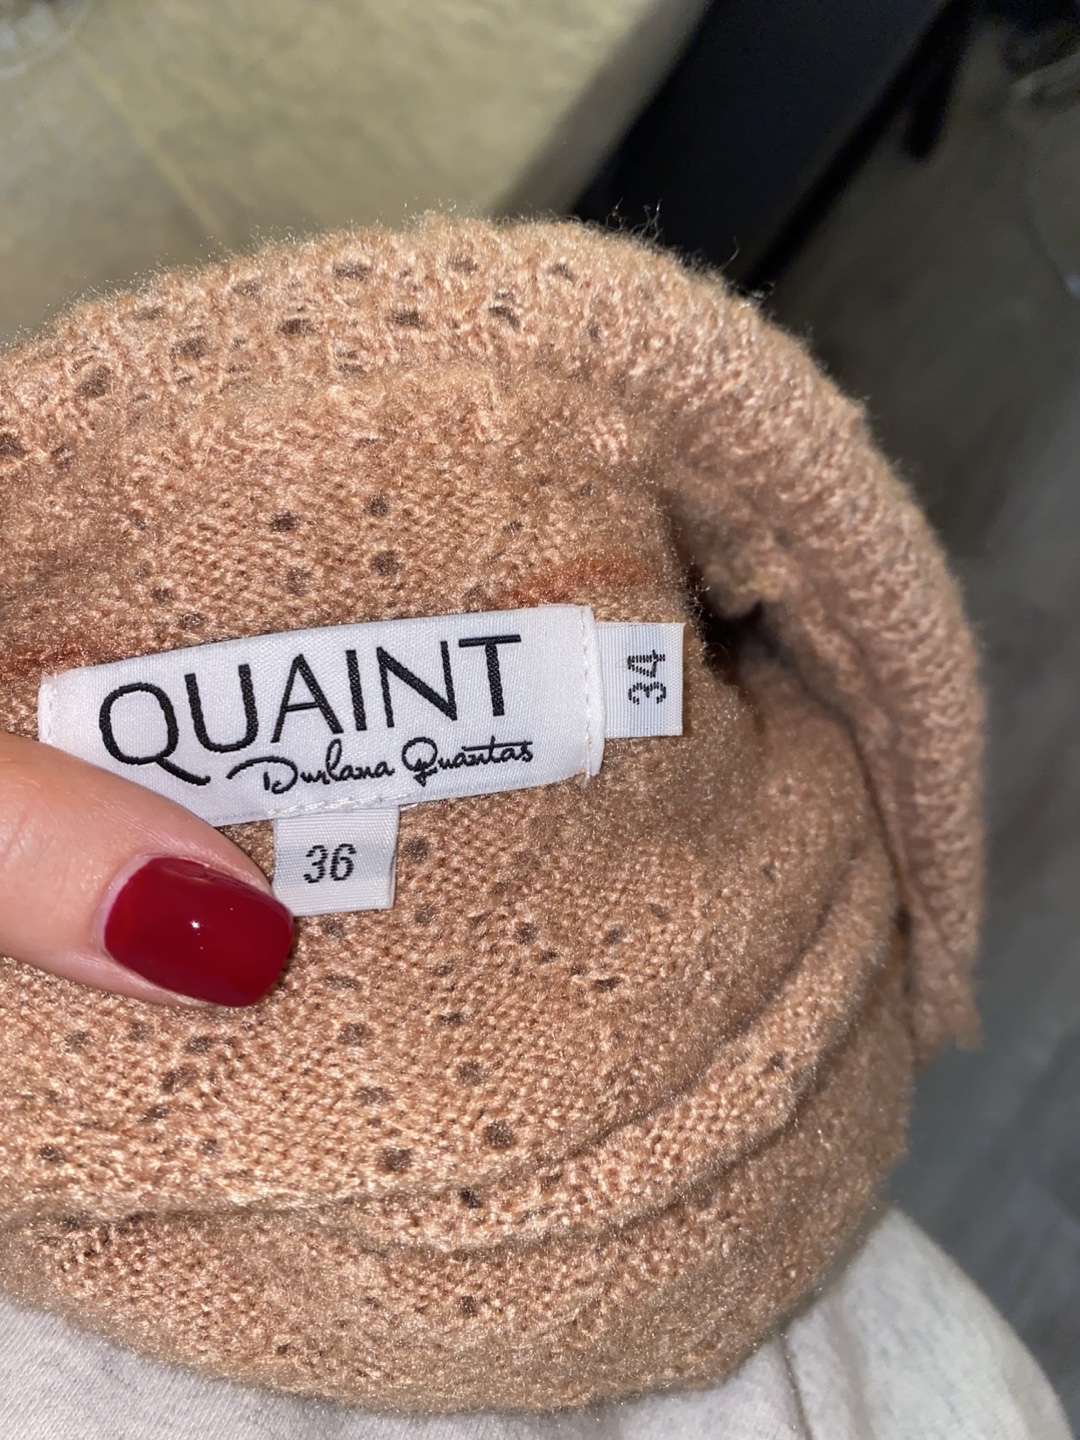 QUAINT
Durlana Quantas
34
36